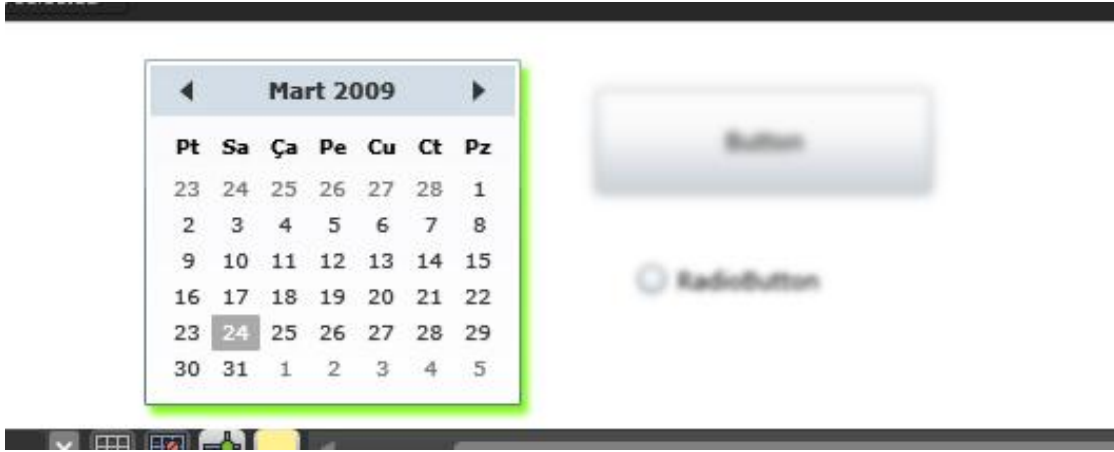 Mart 2009
Pt Sa Ça Pe Cu Ct Pz
23 24 25 26 27 28 1
2 3 4 5 6 7 8
9 10 11 12 13 14 15
16 17 18 19 20 21 22
23 24 25 26 27 28 29
30 31 1 2 3 4 5
Button
RadioButton